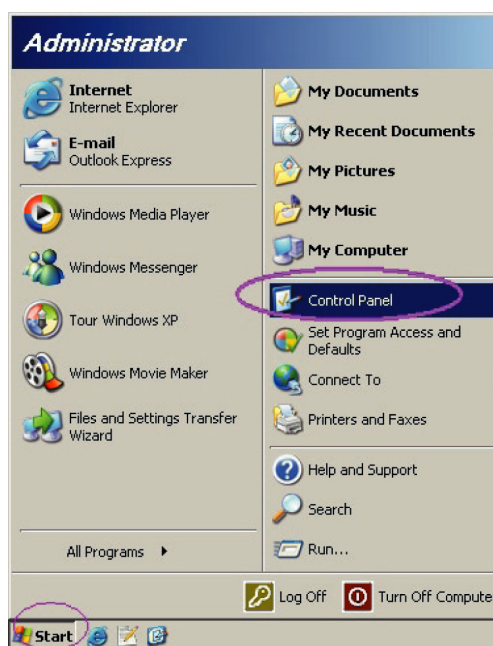 Administrator
Internet
Internet Explorer
E-mail
Outlook Express
Windows Media Player
Windows Messenger
Tour Windows XP
Windows Movie Maker
Files and Settings Transfer
Wizard
All Programs
My Documents
My Recent Documents
My Pictures
My Music
My Computer
Control Panel
Set Program Access and
Defaults
Connect To
Printers and Faxes
Help and Support
Search
Run...
Log Off
Turn Off Compute
Start